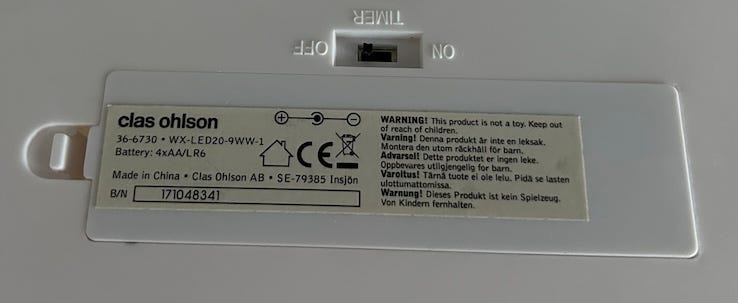 TIMER
OFF ON
clas ohlson
36-6730 • WX-LED20-9WW-1
Battery: 4xAA/LR6
CE
Made in China • Clas Ohlson AB • SE-79385 Insjön
B/N 171048341
WARNING! This product is not a toy. Keep out
of reach of children.
Varning! Denna produkt är inte en leksak.
Montera den utom räckhåll för barn.
Advarsel! Dette produktet er ingen leke.
Oppbevares utilgjengelig for barn.
Varoitus! Tämä tuote ei ole lelu. Pidä se lasten
ulottumattomissa.
Warnung! Dieses Produkt ist kein Spielzeug.
Von Kindern fernhalten.